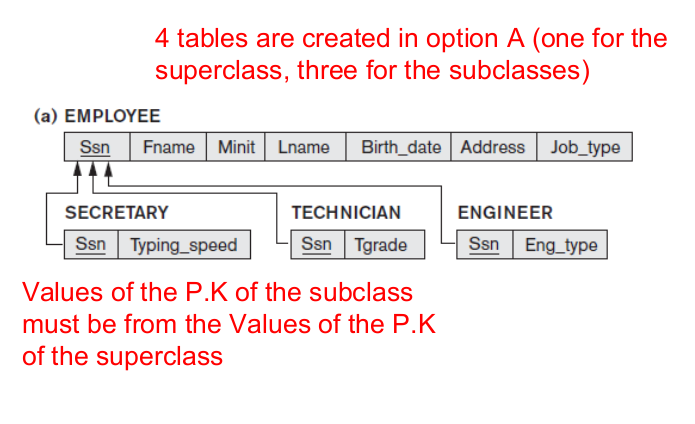 4 tables are created in option A (one for the
superclass, three for the subclasses)
(a) EMPLOYEE
Ssn Fname Minit Lname Birth_date Address Job_type
SECRETARY TECHNICIAN ENGINEER
Ssn Typing_speed Ssn Tgrade Ssn Eng_type
Values of the P.K of the subclass
must be from the Values of the P.K
of the superclass